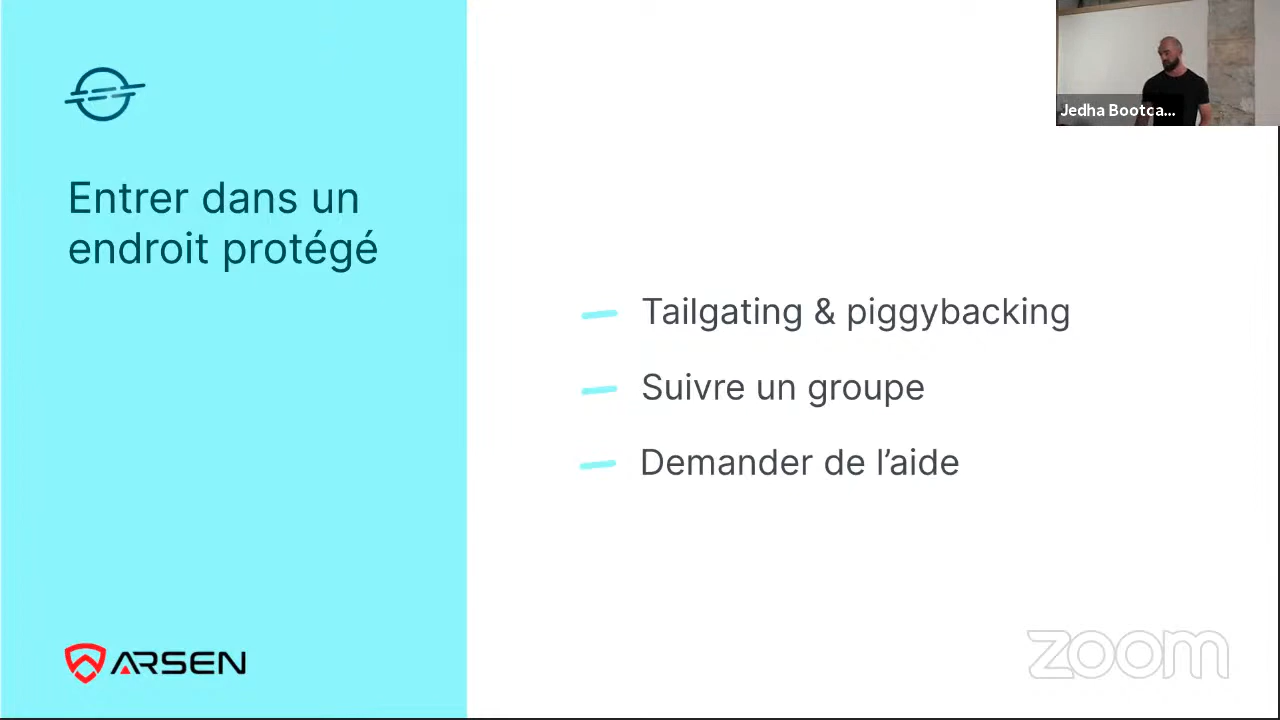 Entrer dans un
endroit protégé
Tailgating & piggybacking
Suivre un groupe
Demander de l’aide
Jedha Bootca...
ARSEN
zoom